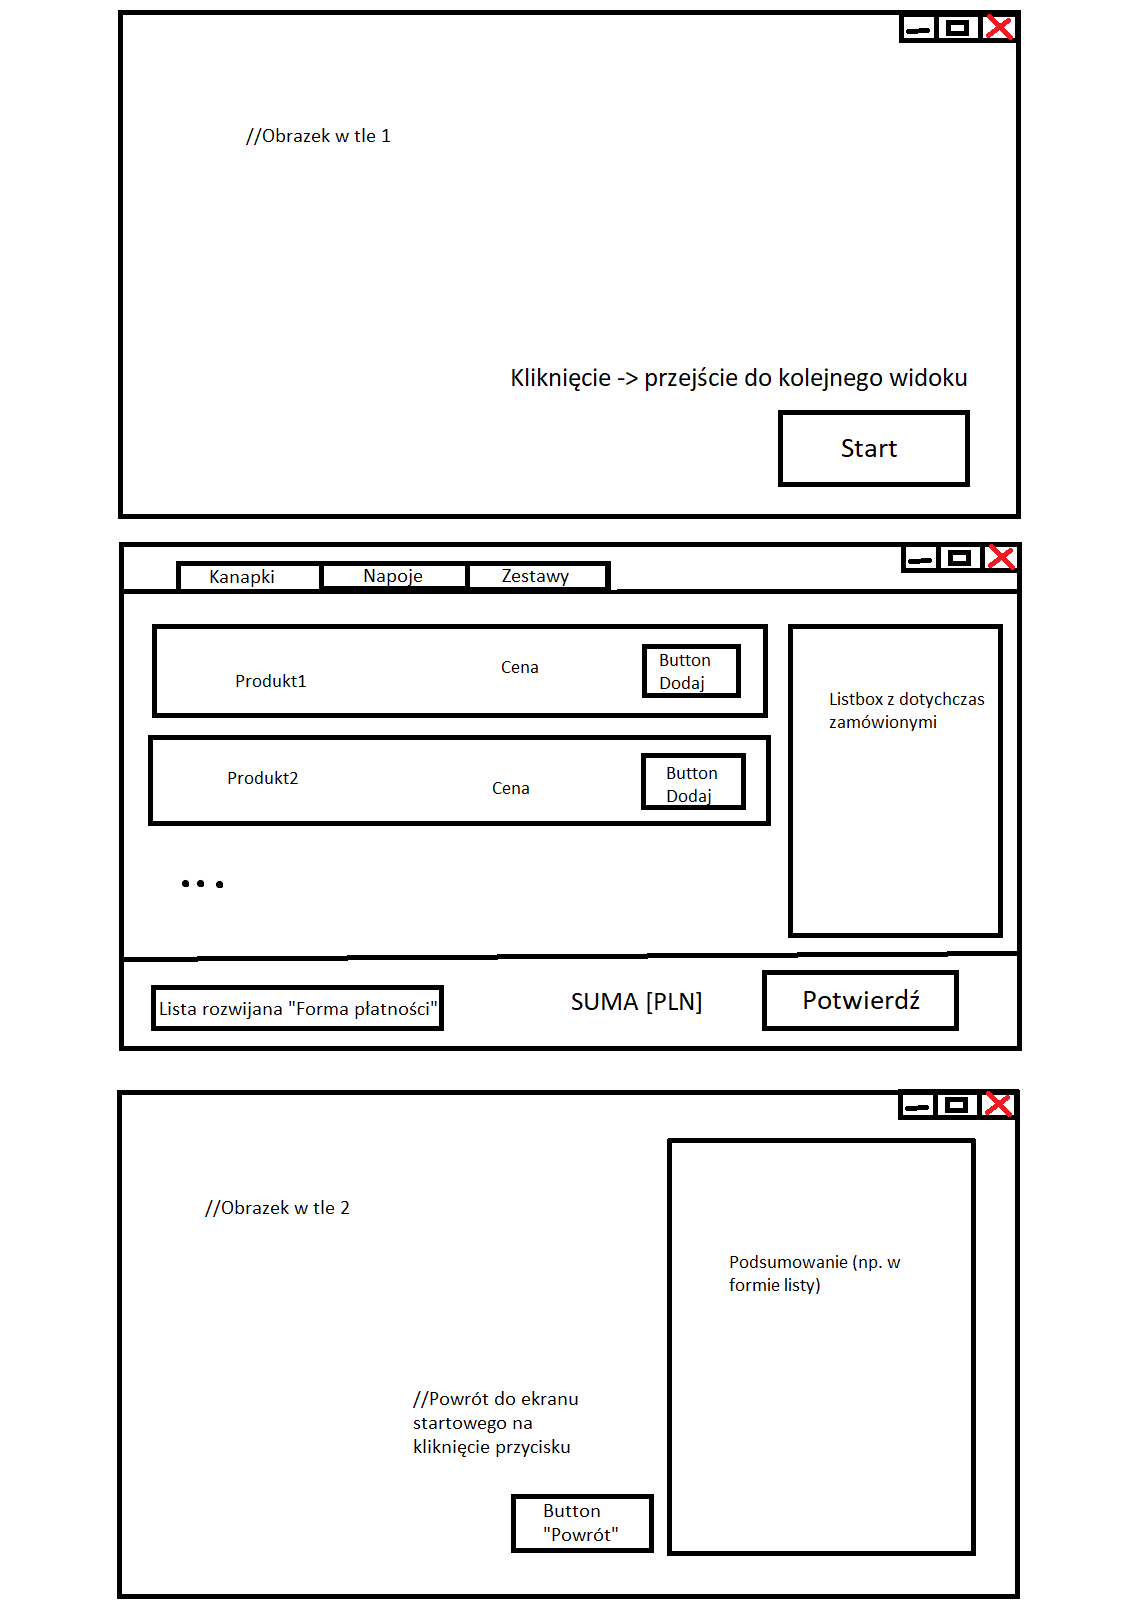 //Obrazek w tle 1
Kliknięcie -> przejście do kolejnego widoku
Start
Kanapki
Napoje
Zestawy
Produkt1
Cena
Button
Dodaj
Listbox z dotychczas
zamówionymi
Produkt2
Cena
Button
Dodaj
...
Lista rozwijana "Forma płatności"
SUMA [PLN]
Potwierdź
//Obrazek w tle 2
Podsumowanie (np. w
formie listy)
//Powrót do ekranu
startowego na
kliknięcie przycisku
Button
"Powrót"